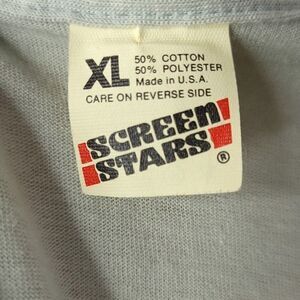 XL 50% COTTON
50% POLYESTER
Made in U.S.A.
CARE ON REVERSE SIDE
SCREEN
STARS ®